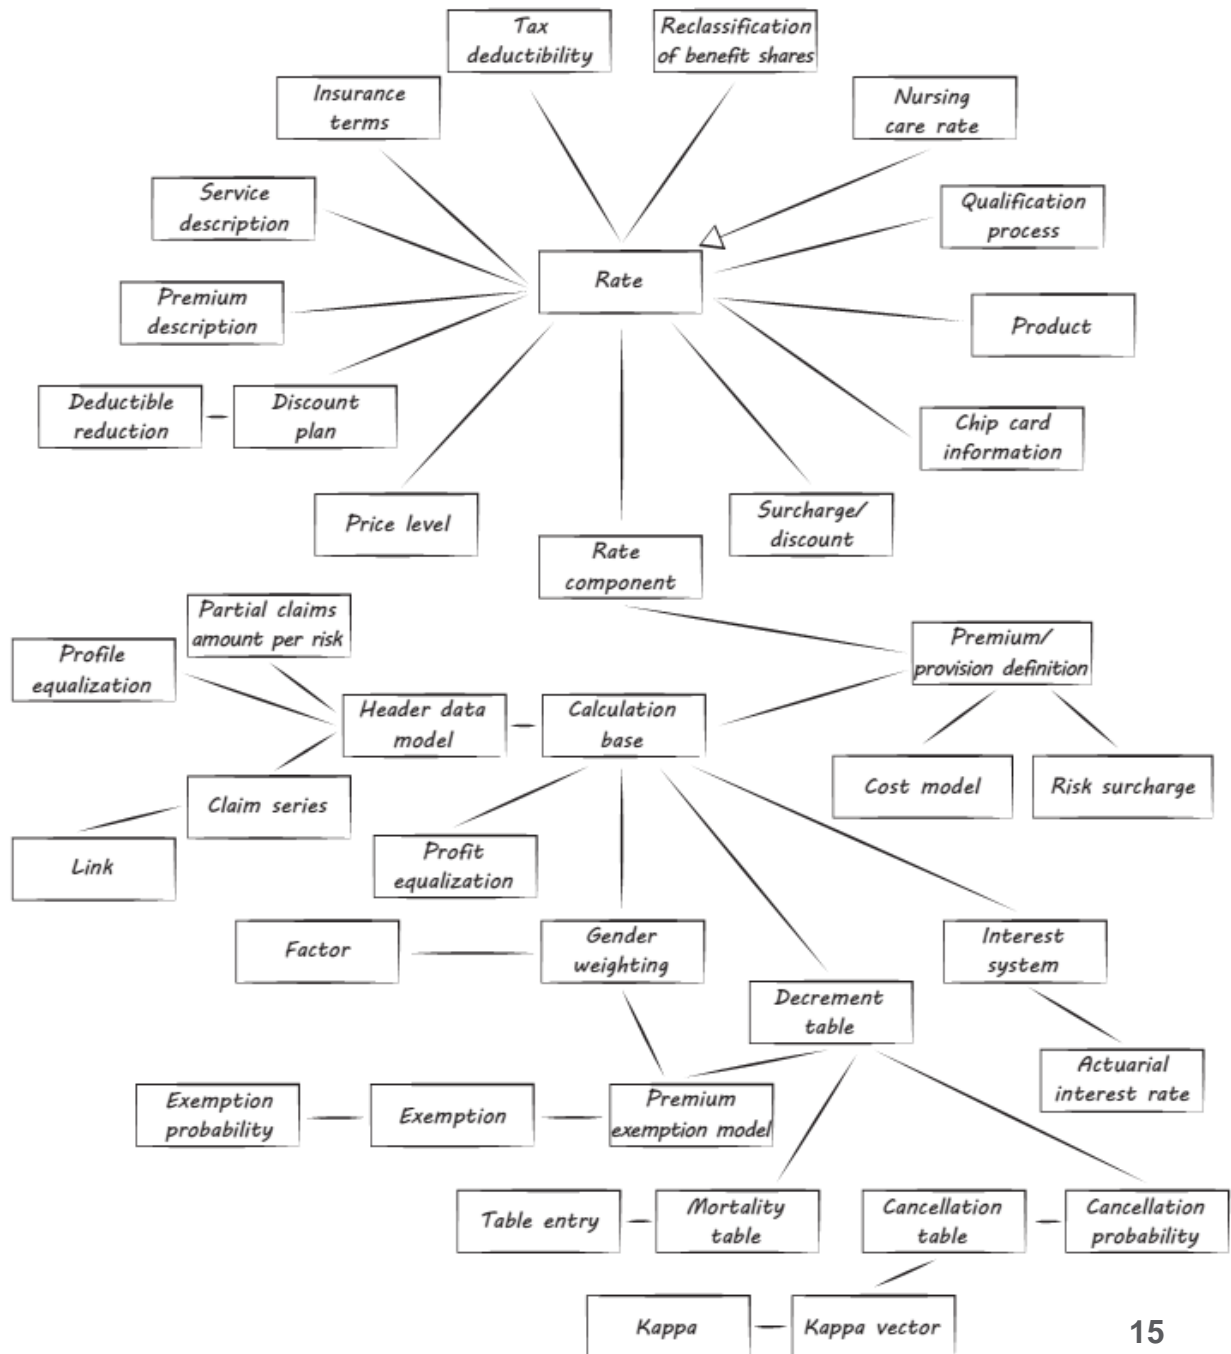 Tax
deductibility
Reclassification
of benefit shares
Insurance
terms
Nursing
care rate
Service
description
Qualification
process
Rate
Premium
description
Product
Deductible
reduction
Discount
plan
Chip card
information
Price level
Surcharge/
discount
Rate
component
Partial claims
amount per risk
Profile
equalization
Premium/
provision definition
Header data
model
Calculation
base
Cost model
Risk surcharge
Claim series
Link
Profit
equalization
Factor
Gender
weighting
Interest
system
Decrement
table
Actuarial
interest rate
Exemption
probability
Exemption
Premium
exemption model
Table entry
Mortality
table
Cancellation
table
Cancellation
probability
Kappa
Kappa vector
15